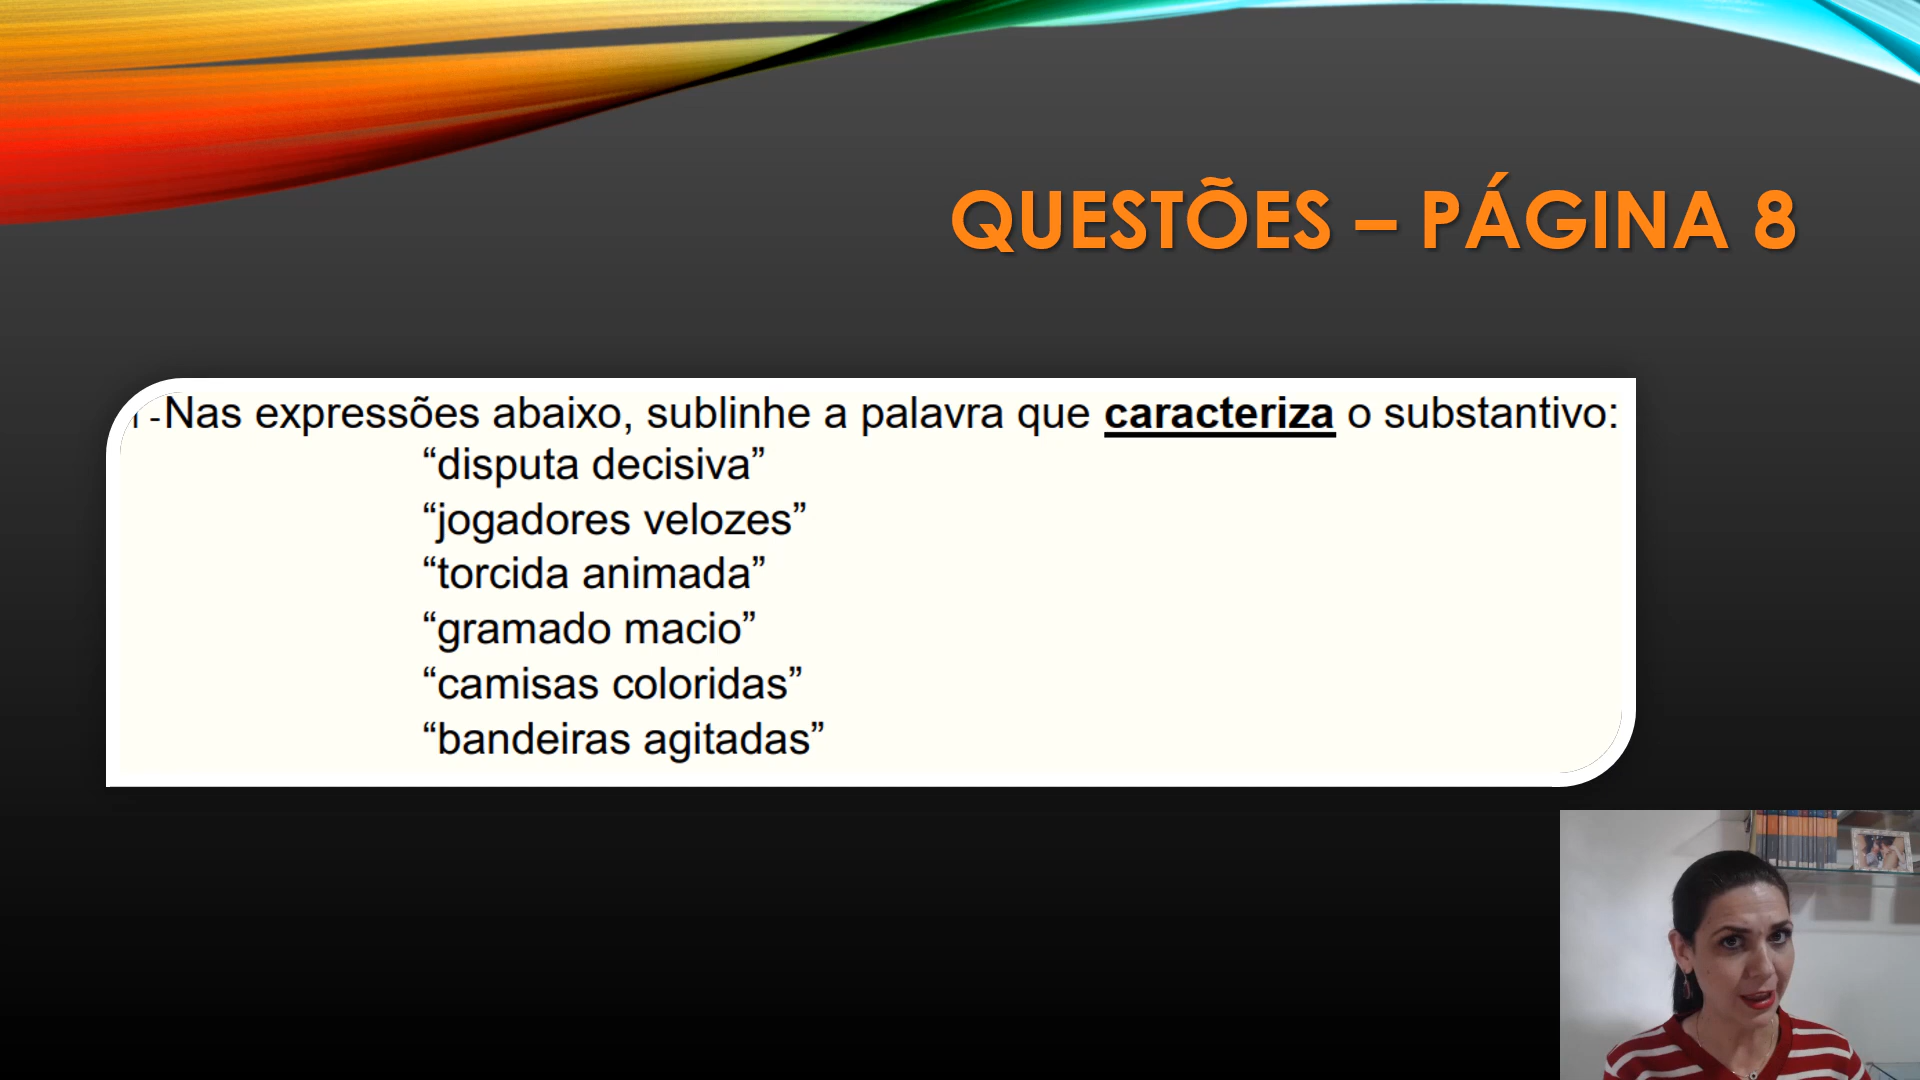 QUESTÕES – PÁGINA 8
1-Nas expressões abaixo, sublinhe a palavra que caracteriza o substantivo:
“disputa decisiva”
“jogadores velozes”
“torcida animada”
“gramado macio”
“camisas coloridas”
“bandeiras agitadas”